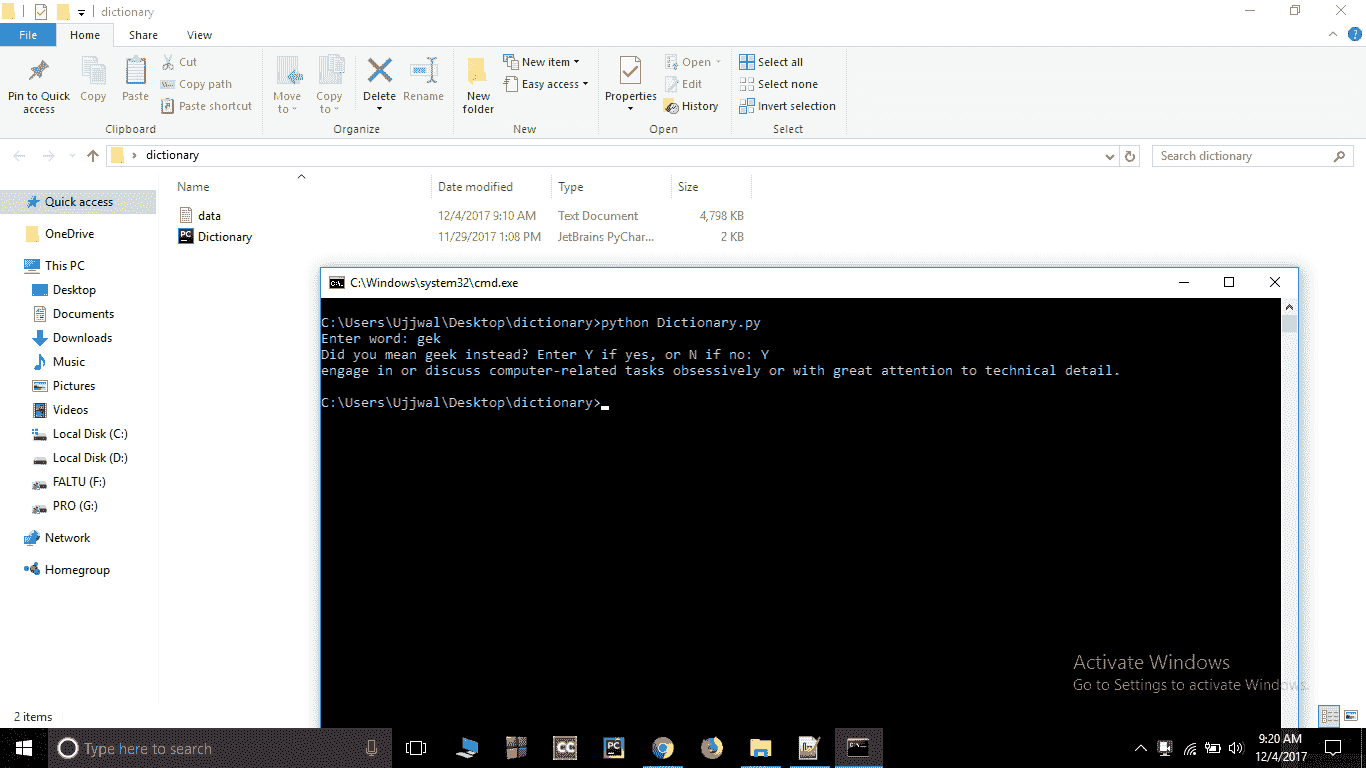 dictionary
File Home Share View
Pin to Quick access
Copy
Paste
Cut
Copy path
Paste shortcut
Clipboard
Move to
Copy to
Delete
Rename
Organize
New folder
New item
Easy access
New
Properties
Open
Edit
History
Open
Select all
Select none
Invert selection
Select
dictionary
Search dictionary
Name Date modified Type Size
data 12/4/2017 9:10 AM Text Document 4,798 KB
Dictionary 11/29/2017 1:08 PM JetBrains PyChar... 2 KB
Quick access
OneDrive
This PC
Desktop
Documents
Downloads
Music
Pictures
Videos
Local Disk (C:)
Local Disk (D:)
FALTU (F:)
PRO (G:)
Network
Homegroup
C:\Windows\system32\cmd.exe
C:\Users\Ujjwal\Desktop\dictionary>python Dictionary.py
Enter word: gek
Did you mean geek instead? Enter Y if yes, or N if no: Y
engage in or discuss computer-related tasks obsessively or with great attention to technical detail.
C:\Users\Ujjwal\Desktop\dictionary>
Activate Windows
Go to Settings to activate Windows.
2 items
Type here to search
CC
PC
9:20 AM
12/4/2017